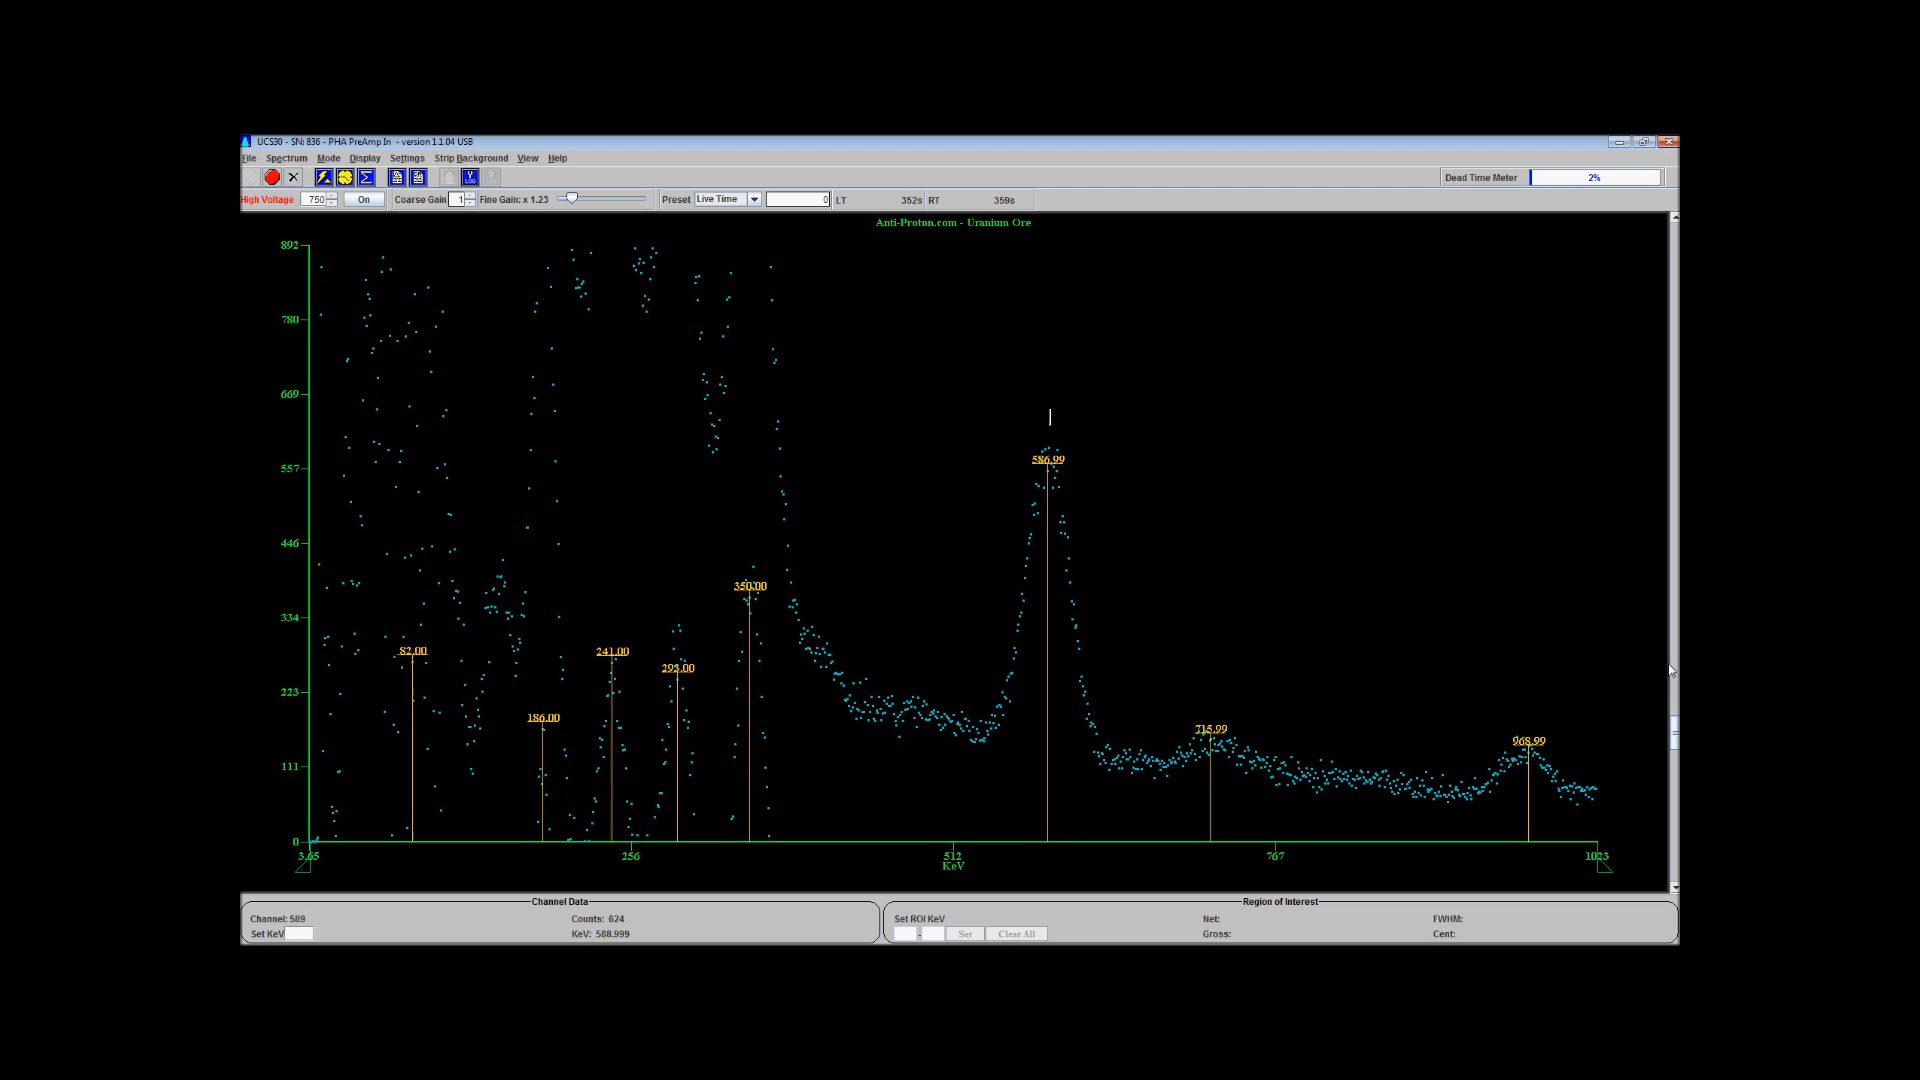 UCS30 - SN: 836 - PHA PreAmp In - version 1.1.04 USB
File Spectrum Mode Display Settings Strip Background View Help
Dead Time Meter 2%
High Voltage 750 On Coarse Gain 1 Fine Gain: x 1.23 Preset Live Time 0 LT 352s RT 359s
Anti-Proton.com - Uranium Ore
892
780
669
557
446
334
223
111
0
586.99
350.00
82.00
241.00
293.00
186.00
715.99
968.99
3.65 256 512 767 1023
KeV
Channel Data
Channel: 589 Counts: 624
Set KeV KeV: 588.999
Region of Interest
Set ROI KeV Net: FWHM:
- Set Clear All Gross: Cent: